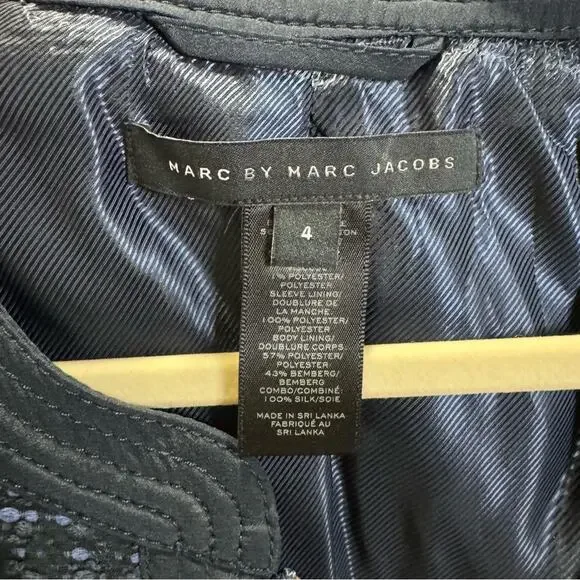 MARC BY MARC JACOBS
4
1% POLYESTER/
POLYESTER
SLEEVE LINING/
DOUBLURE DE
LA MANCHE:
100% POLYESTER/
POLYESTER
BODY LINING/
DOUBLURE CORPS:
57% POLYESTER/
POLYESTER
43% BEMBERG/
BEMBERG
COMBO/COMBINÉ:
100% SILK/SOIE
MADE IN SRI LANKA
FABRIQUÉ AU
SRI LANKA